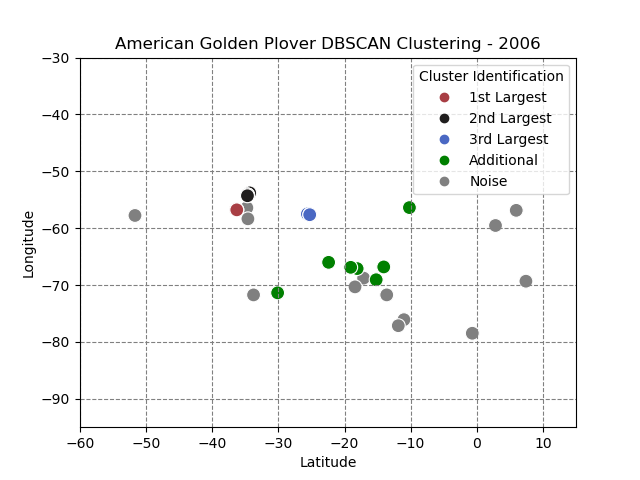 American Golden Plover DBSCAN Clustering - 2006
Cluster Identification
1st Largest
2nd Largest
3rd Largest
Additional
Noise
Longitude
−30
−40
−50
−60
−70
−80
−90
−60 −50 −40 −30 −20 −10 0 10
Latitude